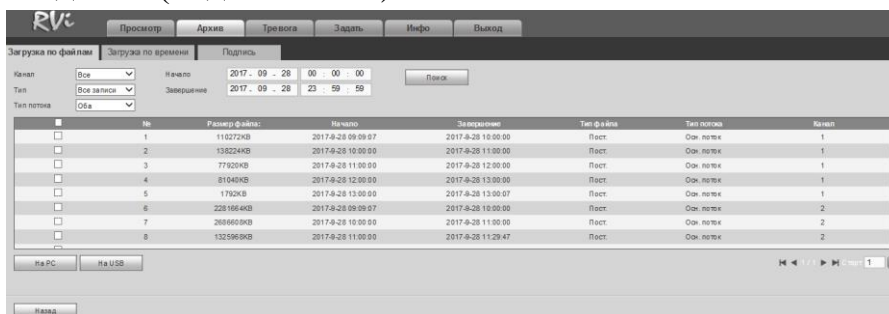 RVi
Просмотр Архив Тревога Задать Инфо Выход
Загрузка по файлам Загрузка по времени Подпись
Канал Все Начало 2017 . 09 - 28 00 : 00 : 00 Поиск
Тип Все записи Завершение 2017 . 09 - 28 23 : 59 : 59
Тип потока Оба
№ Размер файла: Начало Завершение Тип файла Тип потока Канал
1 110272KB 2017-9-28 09:09:07 2017-9-28 10:00:00 Пост. Осн. поток 1
2 138224KB 2017-9-28 10:00:00 2017-9-28 11:00:00 Пост. Осн. поток 1
3 77920KB 2017-9-28 11:00:00 2017-9-28 12:00:00 Пост. Осн. поток 1
4 81040KB 2017-9-28 12:00:00 2017-9-28 13:00:00 Пост. Осн. поток 1
5 1792KB 2017-9-28 13:00:00 2017-9-28 13:00:07 Пост. Осн. поток 1
6 2281664KB 2017-9-28 09:09:07 2017-9-28 10:00:00 Пост. Осн. поток 2
7 2686608KB 2017-9-28 10:00:00 2017-9-28 11:00:00 Пост. Осн. поток 2
8 1325968KB 2017-9-28 11:00:00 2017-9-28 11:29:47 Пост. Осн. поток 2
На PC На USB 1
Назад